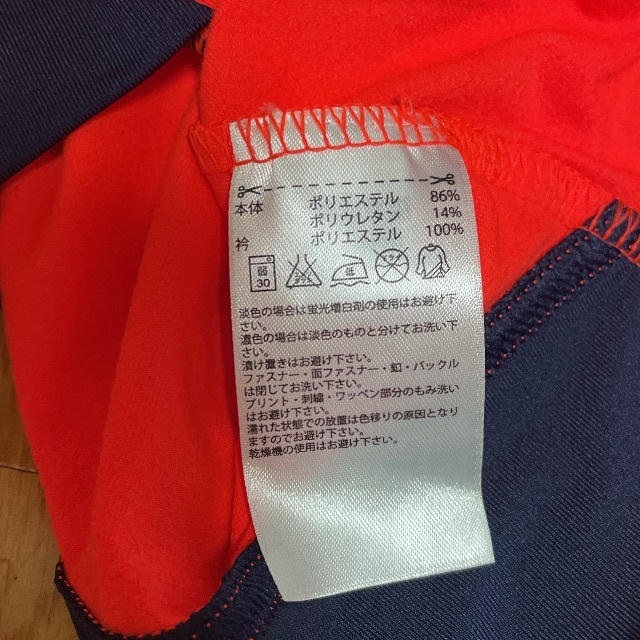 本体 ポリエステル 86%
ポリウレタン 14%
衿 ポリエステル 100%
弱 30 低
淡色の場合は蛍光増白剤の使用はお避け下
さい。
濃色の場合は淡色のものと分けてお洗い下
さい。
漬け置きはお避け下さい。
ファスナー・面ファスナー・釦・バックル
は閉じてお洗い下さい。
プリント・刺繍・ワッペン部分のもみ洗い
はお避け下さい。
濡れた状態での放置は色移りの原因となり
ますのでお避け下さい。
乾燥機の使用はお避け下さい。